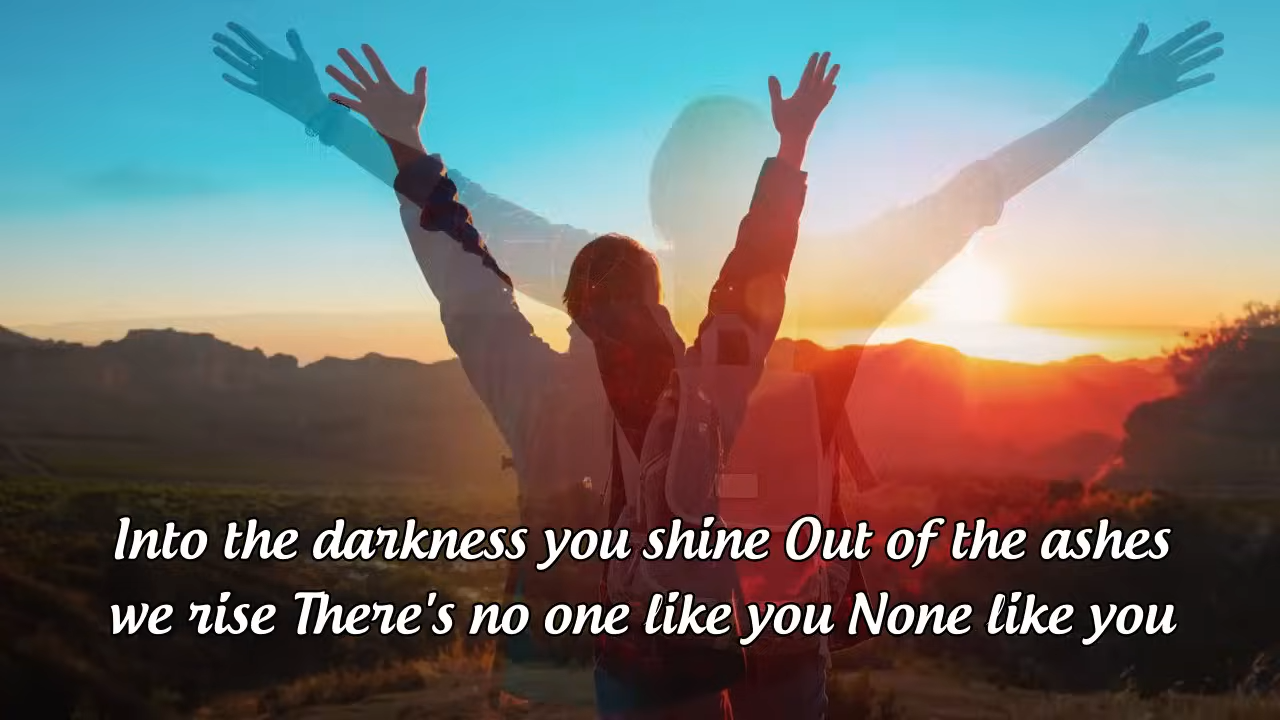 Into the darkness you shine Out of the ashes
we rise There's no one like you None like you